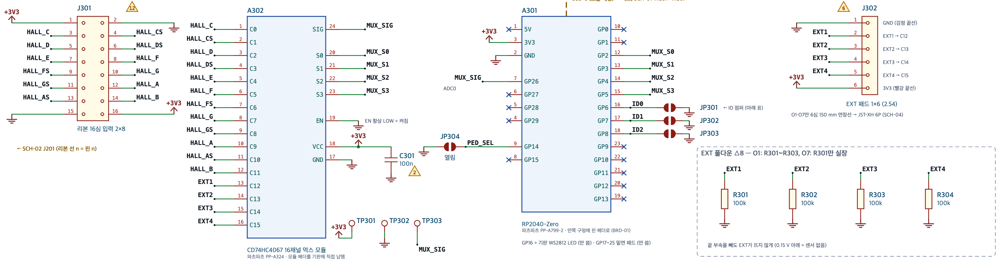 J301
12
+3V3
1
2
HALL_C
3
4
HALL_CS
HALL_D
5
6
HALL_DS
HALL_E
7
8
HALL_F
HALL_FS
9
10
HALL_G
HALL_GS
11
12
HALL_A
HALL_AS
13
14
HALL_B
15
16
+3V3
리본 16심 입력 2×8
← SCH-02 J201 (리본 선 n = 핀 n)
A302
HALL_C 1 C0
HALL_CS 2 C1
HALL_D 3 C2
HALL_DS 4 C3
HALL_E 5 C4
HALL_F 6 C5
HALL_FS 7 C6
HALL_G 8 C7
HALL_GS 9 C8
HALL_A 10 C9
HALL_AS 11 C10
HALL_B 12 C11
EXT1 13 C12
EXT2 14 C13
EXT3 15 C14
EXT4 16 C15
SIG 24 MUX_SIG
S0 20 MUX_S0
S1 21 MUX_S1
S2 22 MUX_S2
S3 23 MUX_S3
EN 19
EN 항상 LOW = 켜짐
+3V3
VCC 18
GND 17
C301
100n
2
+3V3
TP301
TP302
TP303
MUX_SIG
CD74HC4067 16채널 먹스 모듈
파츠파츠 PP-A324 · 모듈 헤더를 기판에 직접 납땜
A301
1 5V
+3V3
3 3V3
2 GND
MUX_SIG 7 GP26
ADC0
6 GP27
5 GP28
4 GP29
JP304
열림
PED_SEL 9 GP14
8 GP15
GP0 10
GP1 11
GP2 12 MUX_S0
GP3 13 MUX_S1
GP4 14 MUX_S2
GP5 15 MUX_S3
GP6 16 ID0 JP301 ← ID 점퍼 (아래 표)
GP7 17 ID1 JP302
GP8 18 ID2 JP303
GP9 23
GP10 22
GP11 21
GP12 20
GP13 19
RP2040-Zero
파츠파츠 PP-A799-2 · 안쪽 구멍에 핀 헤더로 (BRD-01)
GP16 = 기판 WS2812 LED (안 씀) · GP17~25 밑면 패드 (안 씀)
6
J302
1 GND (검정 끝선)
EXT1 2 EXT1 → C12
EXT2 3 EXT2 → C13
EXT3 4 EXT3 → C14
EXT4 5 EXT4 → C15
+3V3 6 3V3 (빨강 끝선)
EXT 패드 1×6 (2.54)
O1·O7만 6심 150 mm 연장선 → JST-XH 6P (SCH-04)
EXT 풀다운 △8 — O1: R301~R303, O7: R301만 실장
EXT1
EXT2
EXT3
EXT4
R301
100k
R302
100k
R303
100k
R304
100k
끝 부속을 빼도 EXT가 뜨지 않게 (0.15 V 아래 = 센서 없음)